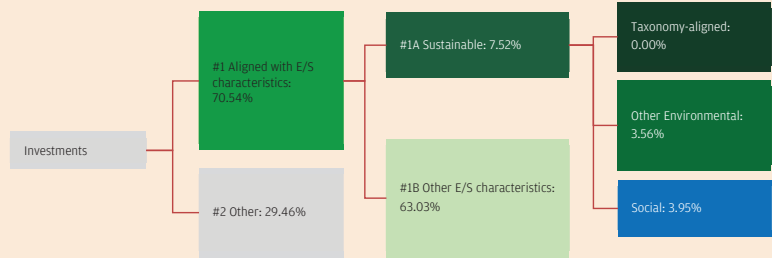 Investments
#1 Aligned with E/S
characteristics:
70.54%
#2 Other: 29.46%
#1A Sustainable: 7.52%
#1B Other E/S characteristics:
63.03%
Taxonomy-aligned:
0.00%
Other Environmental:
3.56%
Social: 3.95%